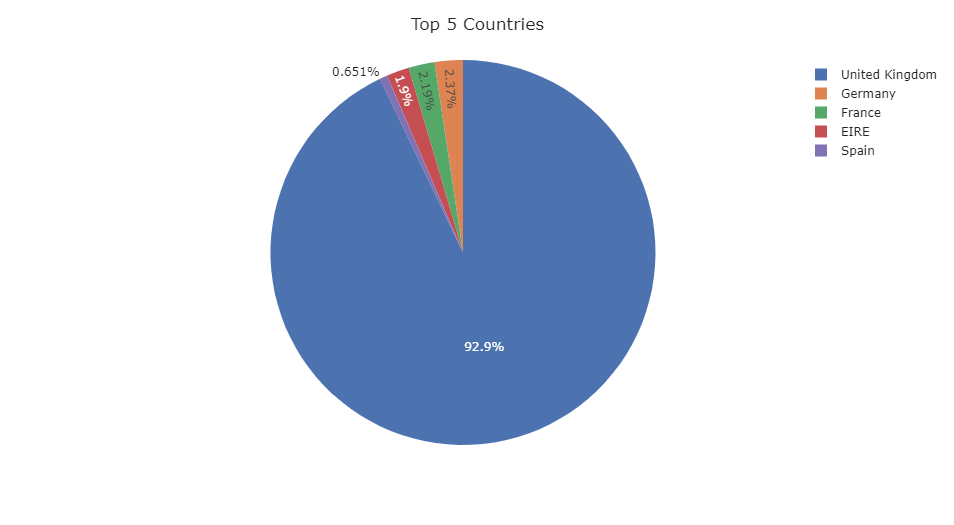 Top 5 Countries
0.651%
1.9%
2.19%
2.37%
92.9%
United Kingdom
Germany
France
EIRE
Spain